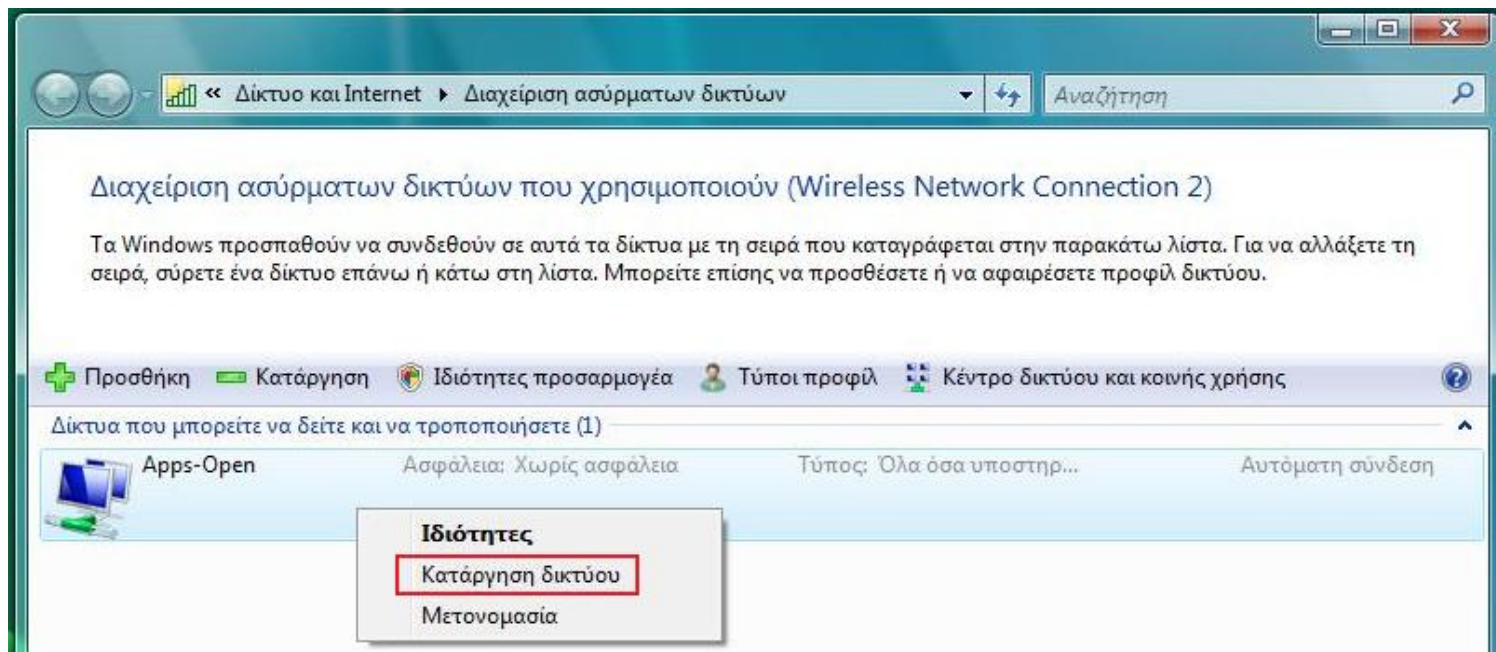 « Δίκτυο και Internet ▸ Διαχείριση ασύρματων δικτύων Αναζήτηση
Διαχείριση ασύρματων δικτύων που χρησιμοποιούν (Wireless Network Connection 2)
Τα Windows προσπαθούν να συνδεθούν σε αυτά τα δίκτυα με τη σειρά που καταγράφεται στην παρακάτω λίστα. Για να αλλάξετε τη
σειρά, σύρετε ένα δίκτυο επάνω ή κάτω στη λίστα. Μπορείτε επίσης να προσθέσετε ή να αφαιρέσετε προφίλ δικτύου.
Προσθήκη Κατάργηση Ιδιότητες προσαρμογέα Τύποι προφίλ Κέντρο δικτύου και κοινής χρήσης
Δίκτυα που μπορείτε να δείτε και να τροποποιήσετε (1)
Apps-Open Ασφάλεια: Χωρίς ασφάλεια Τύπος: Όλα όσα υποστηρ... Αυτόματη σύνδεση
Ιδιότητες
Κατάργηση δικτύου
Μετονομασία